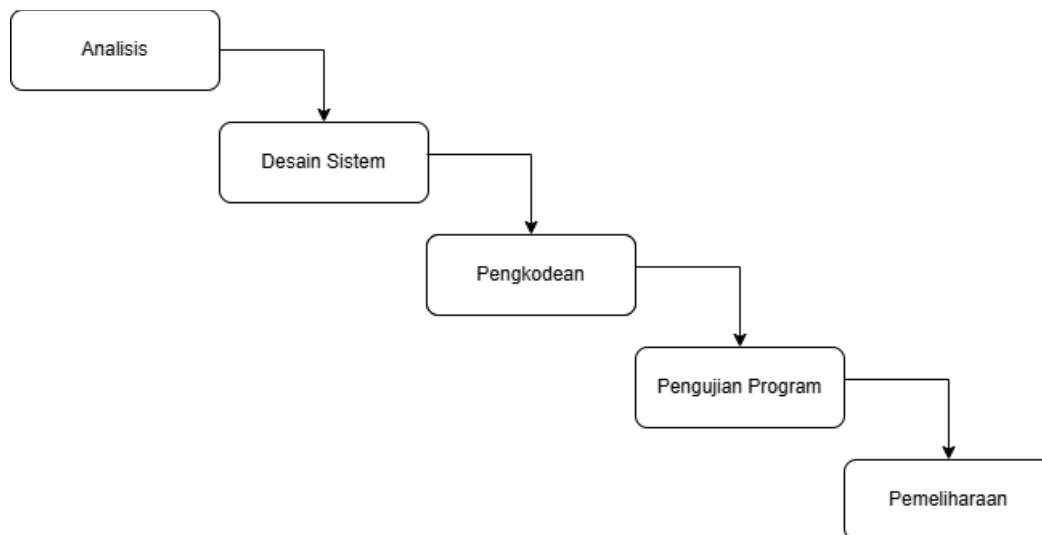 Analisis
Desain Sistem
Pengkodean
Pengujian Program
Pemeliharaan